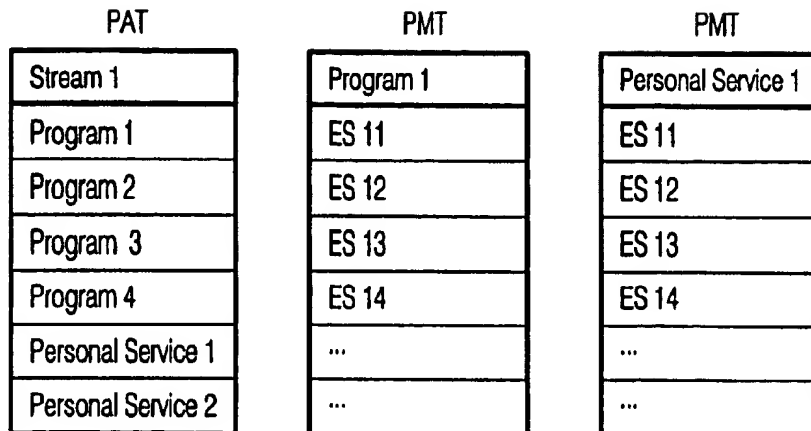 PAT
Stream 1
Program 1
Program 2
Program 3
Program 4
Personal Service 1
Personal Service 2
PMT
Program 1
ES 11
ES 12
ES 13
ES 14
...
...
PMT
Personal Service 1
ES 11
ES 12
ES 13
ES 14
...
...